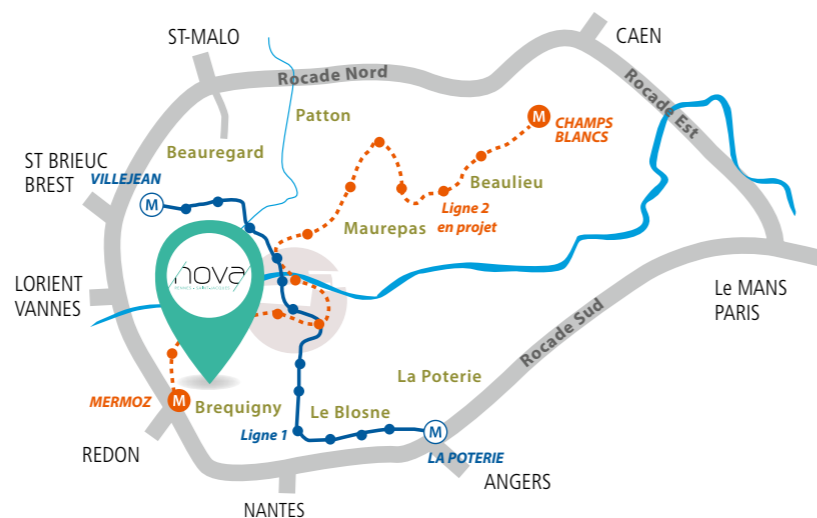 ST-MALO
CAEN
Rocade Nord
Rocade Est
Patton
CHAMPS
BLANCS
M
Beauregard
ST BRIEUC
BREST
VILLEJEAN
M
Beaulieu
Ligne 2
en projet
Maurepas
nova
LORIENT
VANNES
Le MANS
PARIS
Rocade Sud
La Poterie
MERMOZ
M
Brequigny
Le Blosne
Ligne 1
M
LA POTERIE
REDON
ANGERS
NANTES